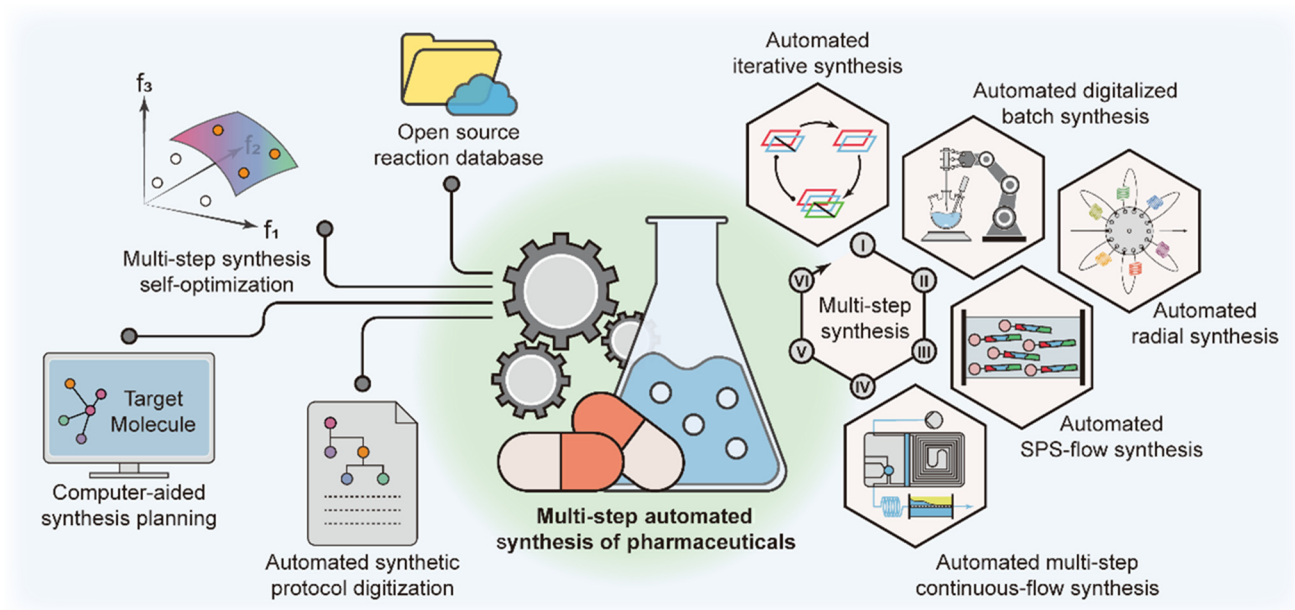 f₃
f₂
f₁
Multi-step synthesis
self-optimization
Open source
reaction database
Target
Molecule
Computer-aided
synthesis planning
Automated synthetic
protocol digitization
Multi-step automated
synthesis of pharmaceuticals
Automated
iterative synthesis
Automated digitalized
batch synthesis
Automated
radial synthesis
Automated
SPS-flow synthesis
Automated multi-step
continuous-flow synthesis
Multi-step
synthesis
I
II
III
IV
V
VI